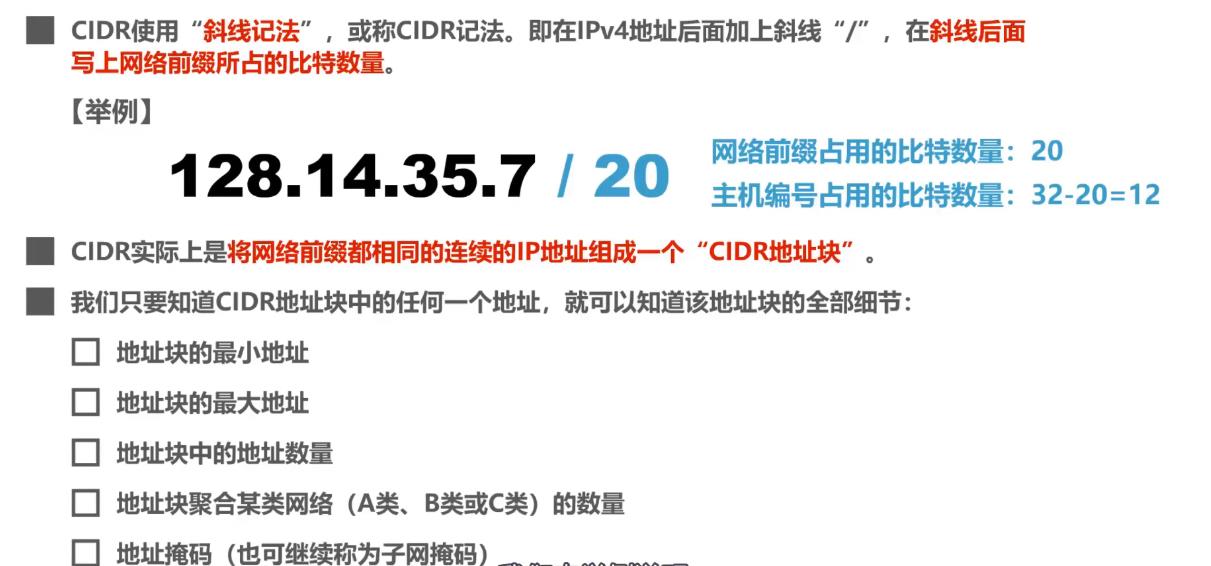 CIDR使用“斜线记法”，或称CIDR记法。即在IPv4地址后面加上斜线“/”，在斜线后面
写上网络前缀所占的比特数量。
【举例】
128.14.35.7 / 20
网络前缀占用的比特数量：20
主机编号占用的比特数量：32-20=12
CIDR实际上是将网络前缀都相同的连续的IP地址组成一个“CIDR地址块”。
我们只要知道CIDR地址块中的任何一个地址，就可以知道该地址块的全部细节：
地址块的最小地址
地址块的最大地址
地址块中的地址数量
地址块聚合某类网络（A类、B类或C类）的数量
地址掩码（也可继续称为子网掩码）